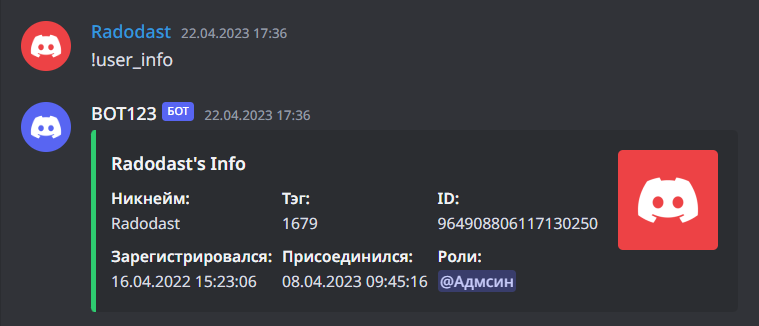 Radodast 22.04.2023 17:36
!user_info
BOT123 БОТ 22.04.2023 17:36
Radodast's Info
Никнейм: Тэг: ID:
Radodast 1679 964908806117130250
Зарегистрировался: Присоединился: Роли:
16.04.2022 15:23:06 08.04.2023 09:45:16 @Адмсин